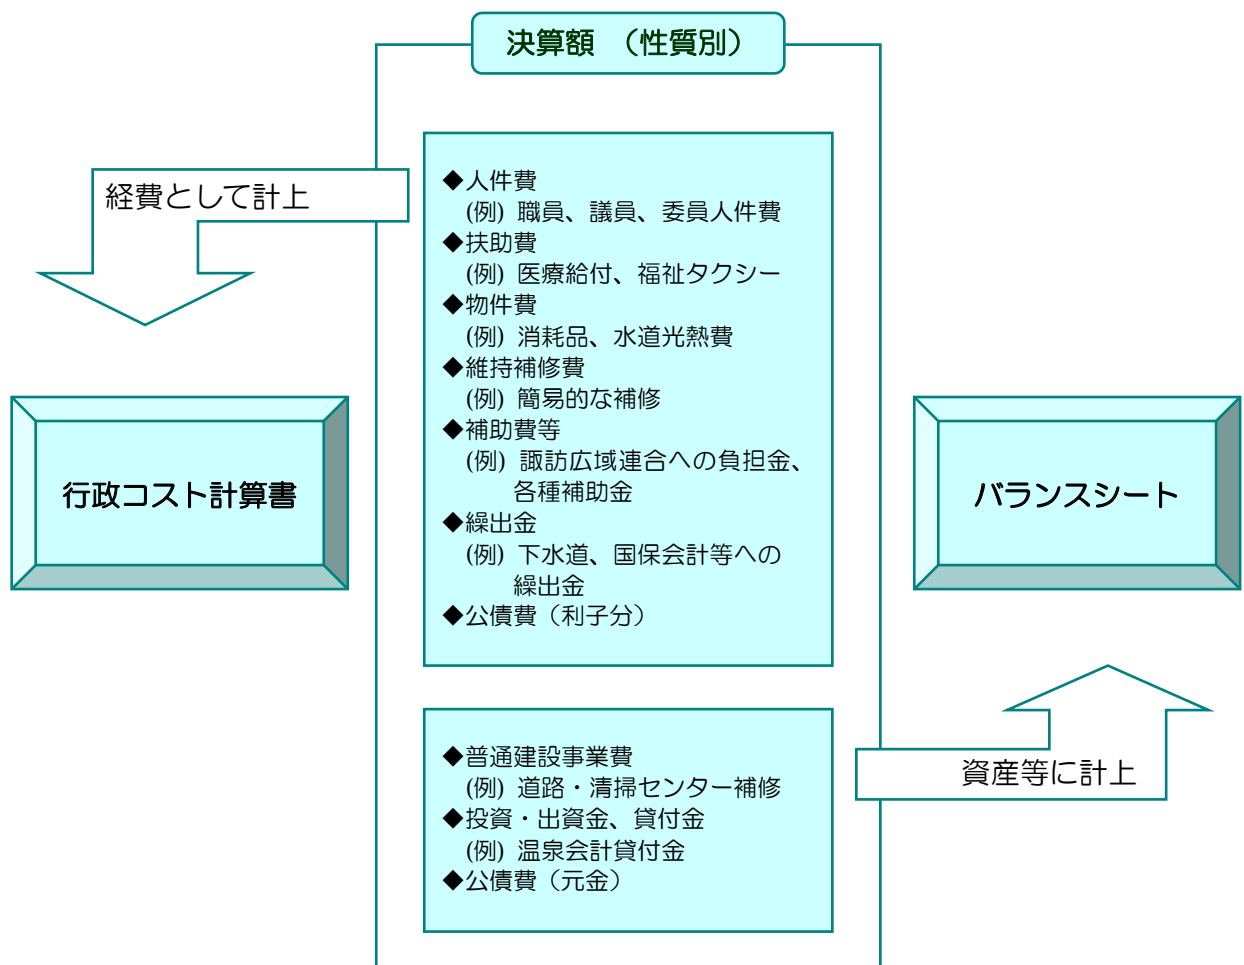 決算額 （性質別）
経費として計上
◆人件費
(例) 職員、議員、委員人件費
◆扶助費
(例) 医療給付、福祉タクシー
◆物件費
(例) 消耗品、水道光熱費
◆維持補修費
(例) 簡易的な補修
◆補助費等
(例) 諏訪広域連合への負担金、
各種補助金
◆繰出金
(例) 下水道、国保会計等への
繰出金
◆公債費（利子分）
行政コスト計算書
バランスシート
◆普通建設事業費
(例) 道路・清掃センター補修
◆投資・出資金、貸付金
(例) 温泉会計貸付金
◆公債費（元金）
資産等に計上